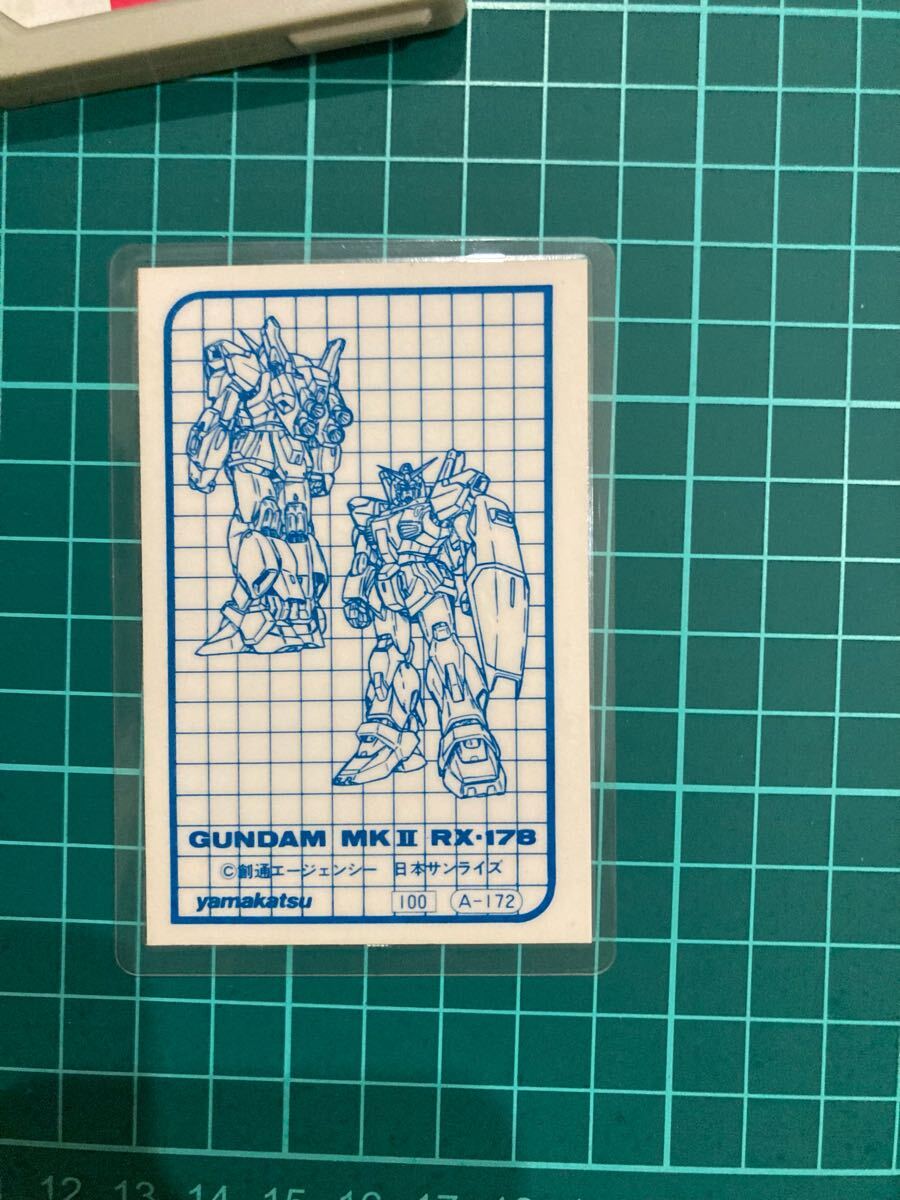 GUNDAM MKⅡ RX·178
©創通エージェンシー 日本サンライズ
yamakatsu 100 A-172
12 13 14 15 16 17